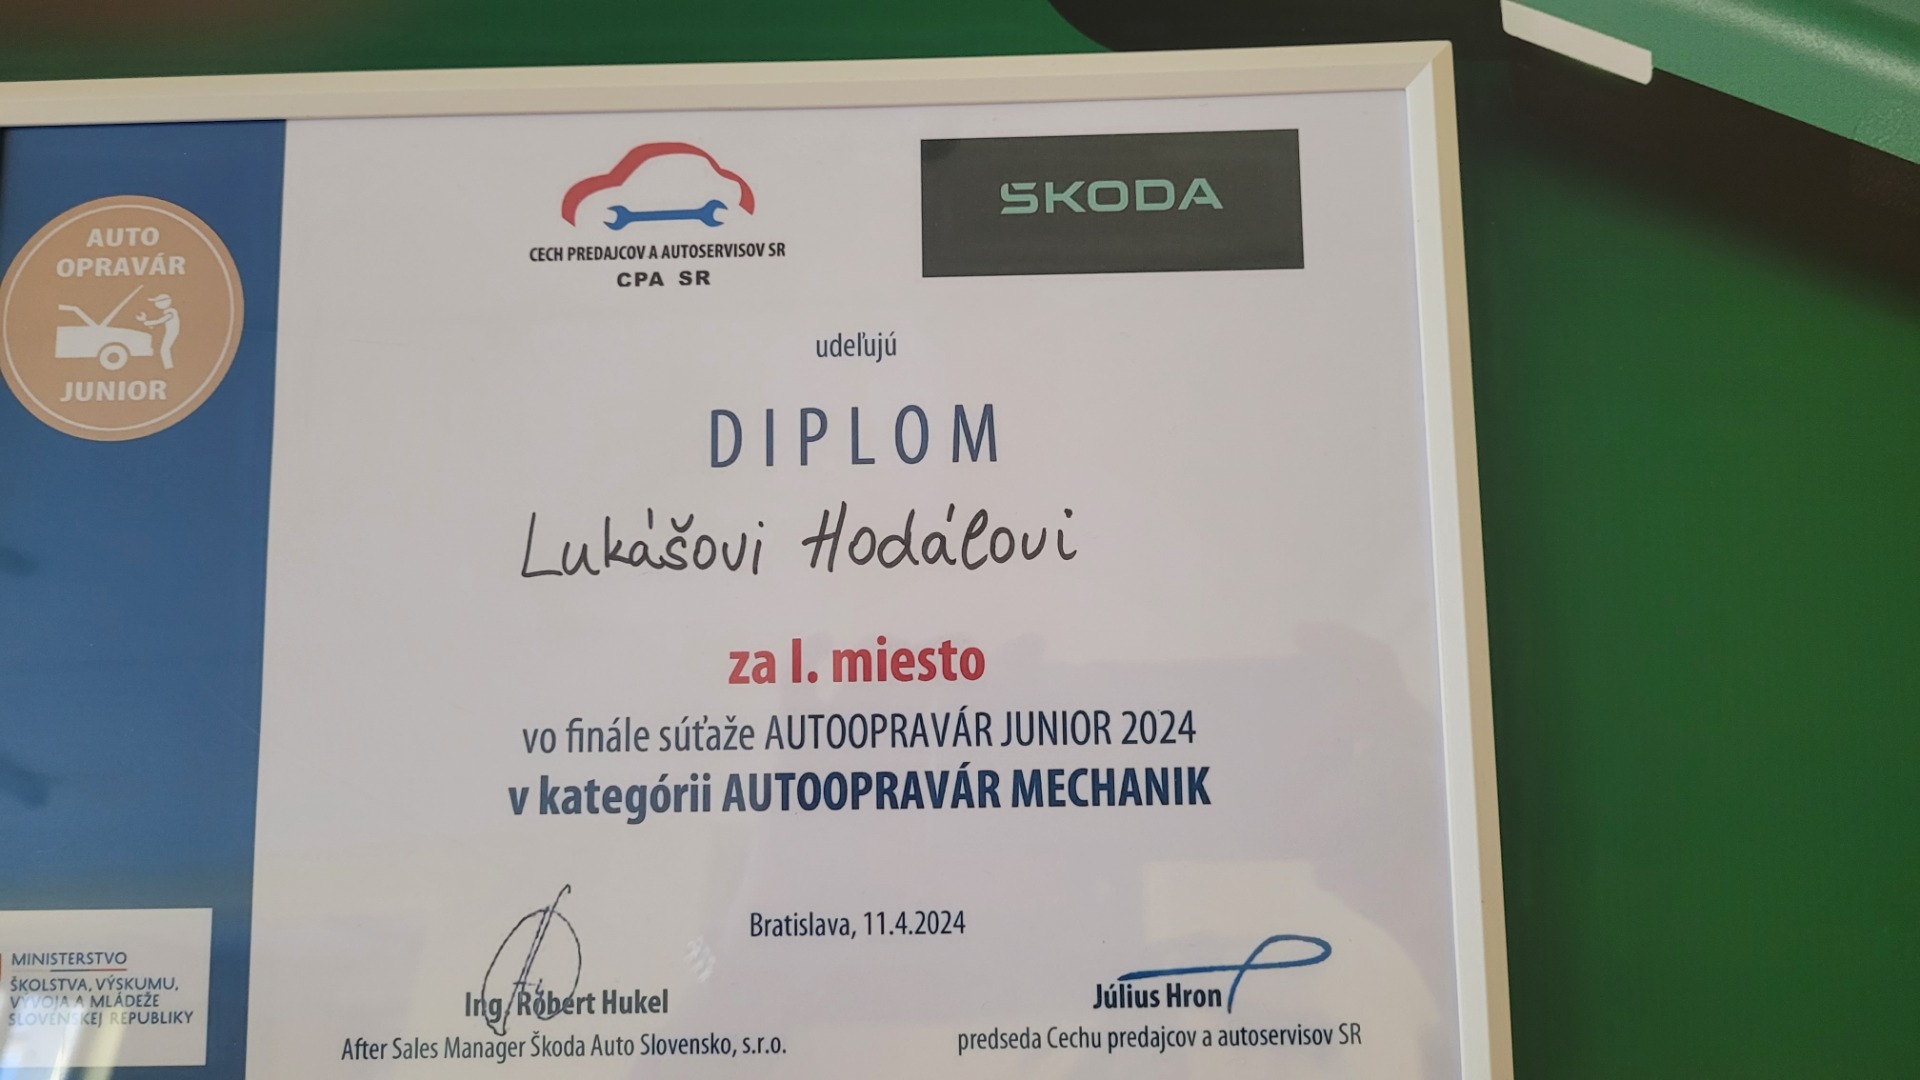 AUTO
OPRAVÁR
JUNIOR
CECH PREDAJCOV A AUTOSERVISOV SR
CPA SR
ŠKODA
udeľujú
DIPLOM
Lukášovi Hodálovi
za I. miesto
vo finále súťaže AUTOOPRAVÁR JUNIOR 2024
v kategórii AUTOOPRAVÁR MECHANIK
Bratislava, 11.4.2024
Ing. Róbert Hukel
After Sales Manager Škoda Auto Slovensko, s.r.o.
Július Hron
predseda Cechu predajcov a autoservisov SR
MINISTERSTVO
ŠKOLSTVA, VÝSKUMU,
VÝVOJA A MLÁDEŽE
SLOVENSKEJ REPUBLIKY